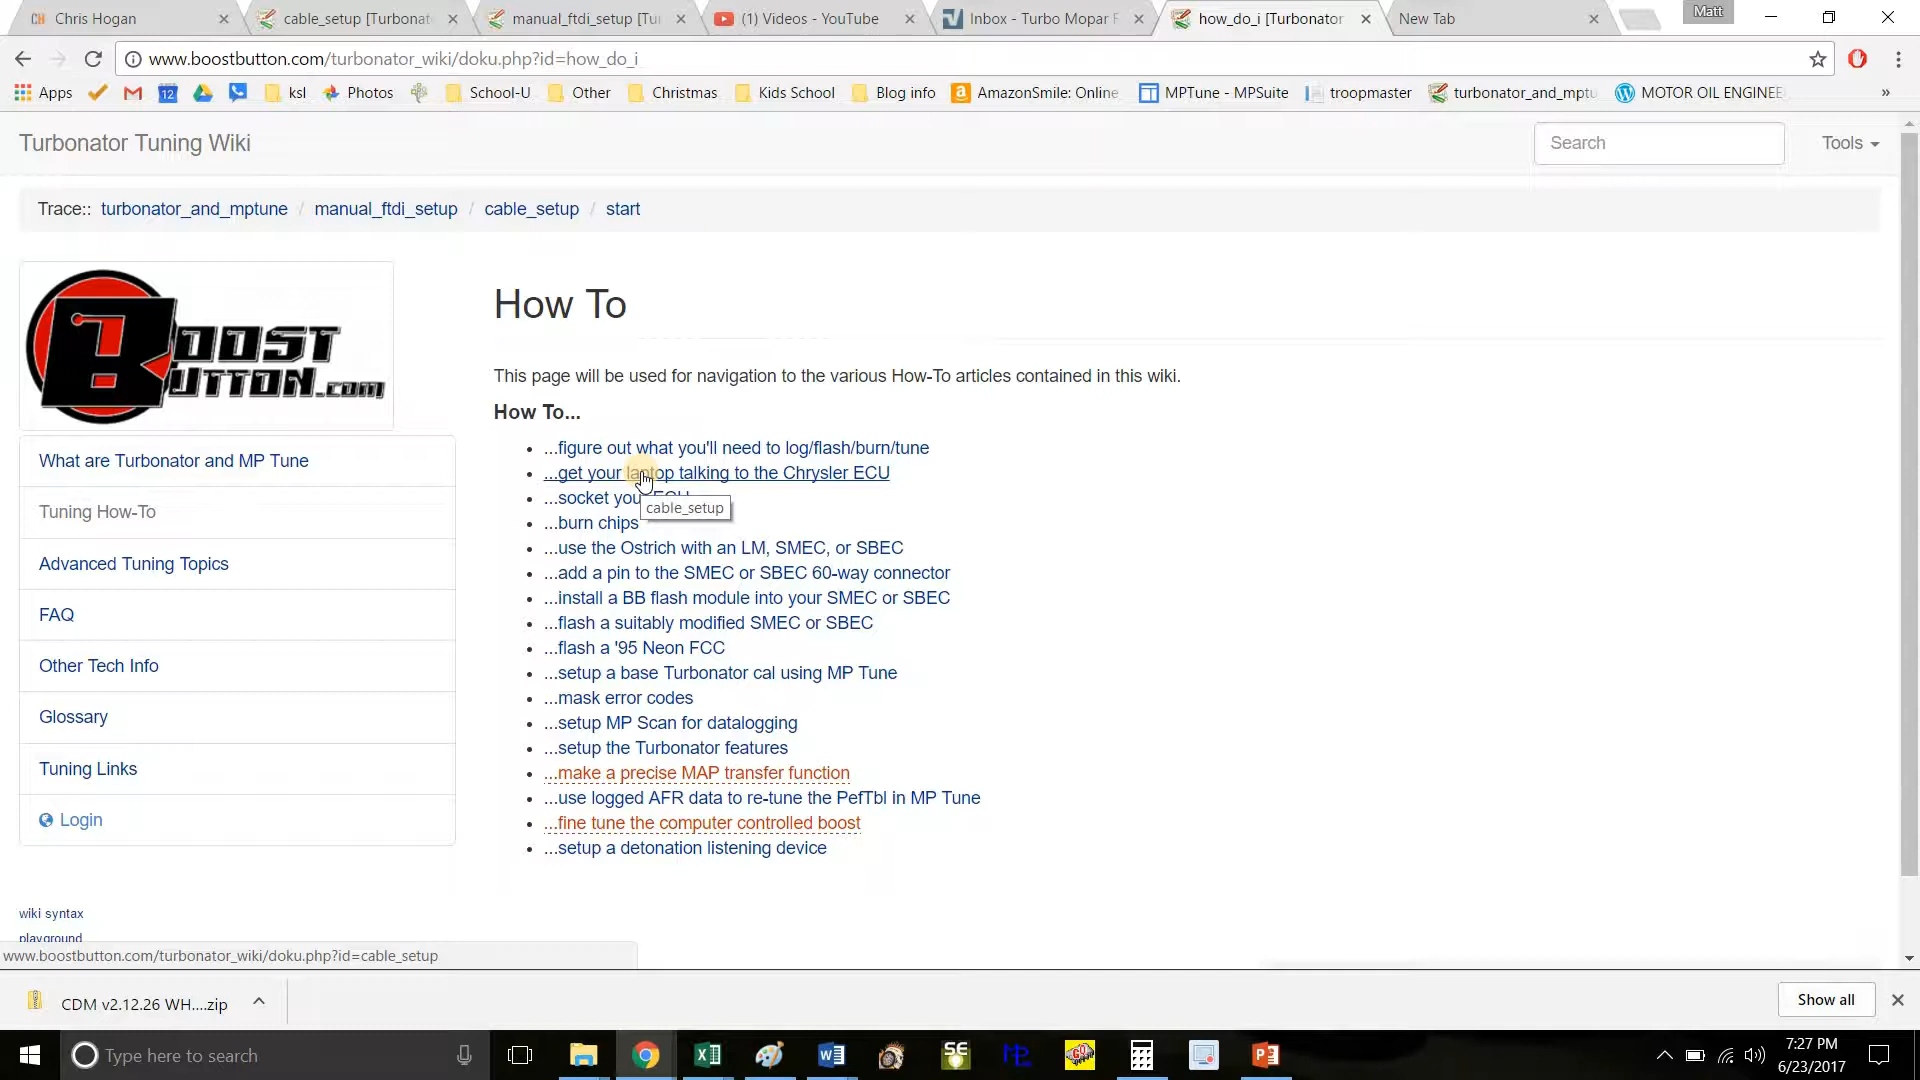 Chris Hogan
cable_setup [Turbonat
manual_ftdi_setup [Tu
(1) Videos - YouTube
Inbox - Turbo Mopar F
how_do_i [Turbonator
New Tab
Matt
www.boostbutton.com/turbonator_wiki/doku.php?id=how_do_i
Apps
12
ksl
Photos
School-U
Other
Christmas
Kids School
Blog info
AmazonSmile: Online
MPTune - MPSuite
troopmaster
turbonator_and_mptu
MOTOR OIL ENGINEE
»
Turbonator Tuning Wiki
Search
Tools
Trace:: turbonator_and_mptune / manual_ftdi_setup / cable_setup / start
BOOST
BUTTON.com
How To
This page will be used for navigation to the various How-To articles contained in this wiki.
How To...
...figure out what you'll need to log/flash/burn/tune
...get your laptop talking to the Chrysler ECU
...socket your ECU
cable_setup
...burn chips
...use the Ostrich with an LM, SMEC, or SBEC
...add a pin to the SMEC or SBEC 60-way connector
...install a BB flash module into your SMEC or SBEC
...flash a suitably modified SMEC or SBEC
...flash a '95 Neon FCC
...setup a base Turbonator cal using MP Tune
...mask error codes
...setup MP Scan for datalogging
...setup the Turbonator features
...make a precise MAP transfer function
...use logged AFR data to re-tune the PefTbl in MP Tune
...fine tune the computer controlled boost
...setup a detonation listening device
What are Turbonator and MP Tune
Tuning How-To
Advanced Tuning Topics
FAQ
Other Tech Info
Glossary
Tuning Links
Login
wiki syntax
playground
www.boostbutton.com/turbonator_wiki/doku.php?id=cable_setup
CDM v2.12.26 WH....zip
Show all
Type here to search
SE
7:27 PM
6/23/2017